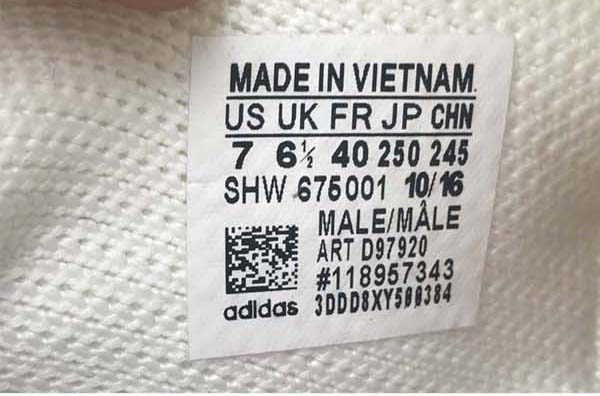 MADE IN VIETNAM.
US UK FR JP CHN
7 6½ 40 250 245
SHW 675001 10/16
MALE/MÂLE
ART D97920
#118957343
adidas 3DDD8XY500384